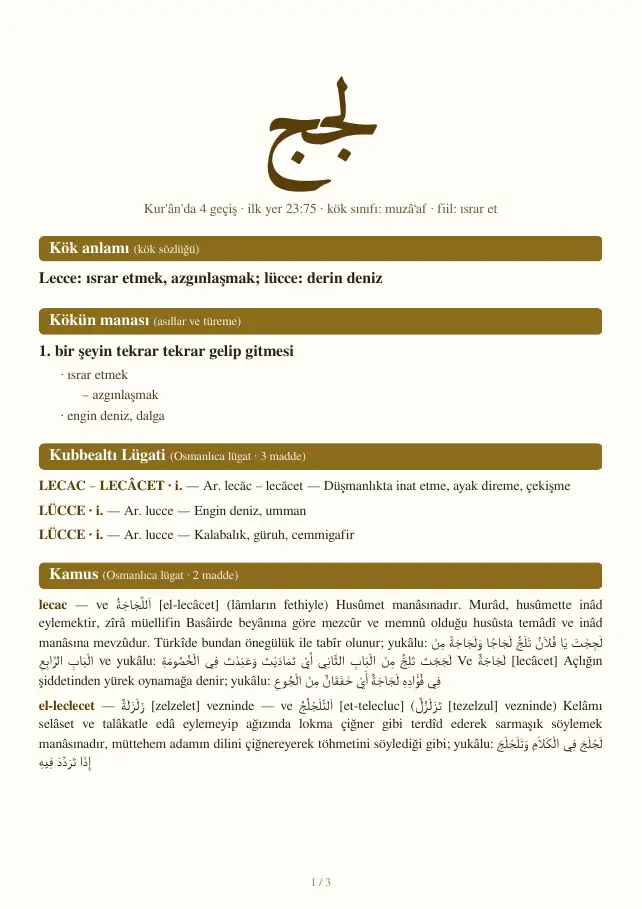 لجج
Kur'ân'da 4 geçiş · ilk yer 23:75 · kök sınıfı: muzâ'af · fiil: ısrar et
Kök anlamı (kök sözlüğü)
Lecce: ısrar etmek, azgınlaşmak; lücce: derin deniz
Kökün manası (asıllar ve türeme)
1. bir şeyin tekrar tekrar gelip gitmesi
· ısrar etmek
– azgınlaşmak
· engin deniz, dalga
Kubbealtı Lügati (Osmanlıca lügat · 3 madde)
LECAC – LECÂCET · i. — Ar. lecāc – lecācet — Düşmanlıkta inat etme, ayak direme, çekişme
LÜCCE · i. — Ar. lucce — Engin deniz, umman
LÜCCE · i. — Ar. lucce — Kalabalık, güruh, cemmigafir
Kamus (Osmanlıca lügat · 2 madde)
lecac — ve اَللَّجَاجَةُ [el-lecâcet] (lâmların fethiyle) Husûmet manâsınadır. Murâd, husûmette inâd
eylemektir, zîrâ müellifin Basâirde beyânına göre mezcûr ve memnû olduğu husûsta temâdî ve inâd
manâsına mevzûdur. Türkîde bundan önegülük ile tabîr olunur; yukâlu: لَجِجْتَ يَا فُلاَنُ تَلَجُّ لَجَاجًا وَلَجَاجَةً مِنَ
الْبَابِ الرَّابِعِ ve yukâlu: لَجَجْتَ تَلِجُّ مِنَ الْبَابِ الثَّانِي أَيْ تَمَادَيْتَ وَعَنَدْتَ فِي الْخُصُومَةِ Ve لَجَاجَةٌ [lecâcet] Açlığın
şiddetinden yürek oynamağa denir; yukâlu: فِي فُؤَادِهِ لَجَاجَةٌ أَيْ خَفَقَانٌ مِنَ الْجُوعِ
el-leclecet — زَلْزَلَةٌ [zelzelet] vezninde — ve اَلتَّلَجْلُجُ [et-telecluc] (تَزَلْزُلٌ [tezelzul] vezninde) Kelâmı
selâset ve talâkatle edâ eylemeyip ağızında lokma çiğner gibi terdîd ederek sarmaşık söylemek
manâsınadır, müttehem adamın dilini çiğnereyerek töhmetini söylediği gibi; yukâlu: لَجْلَجَ فِي الْكَلاَمِ وَتَلَجْلَجَ
إِذَا تَرَدَّدَ فِيهِ
1 / 3